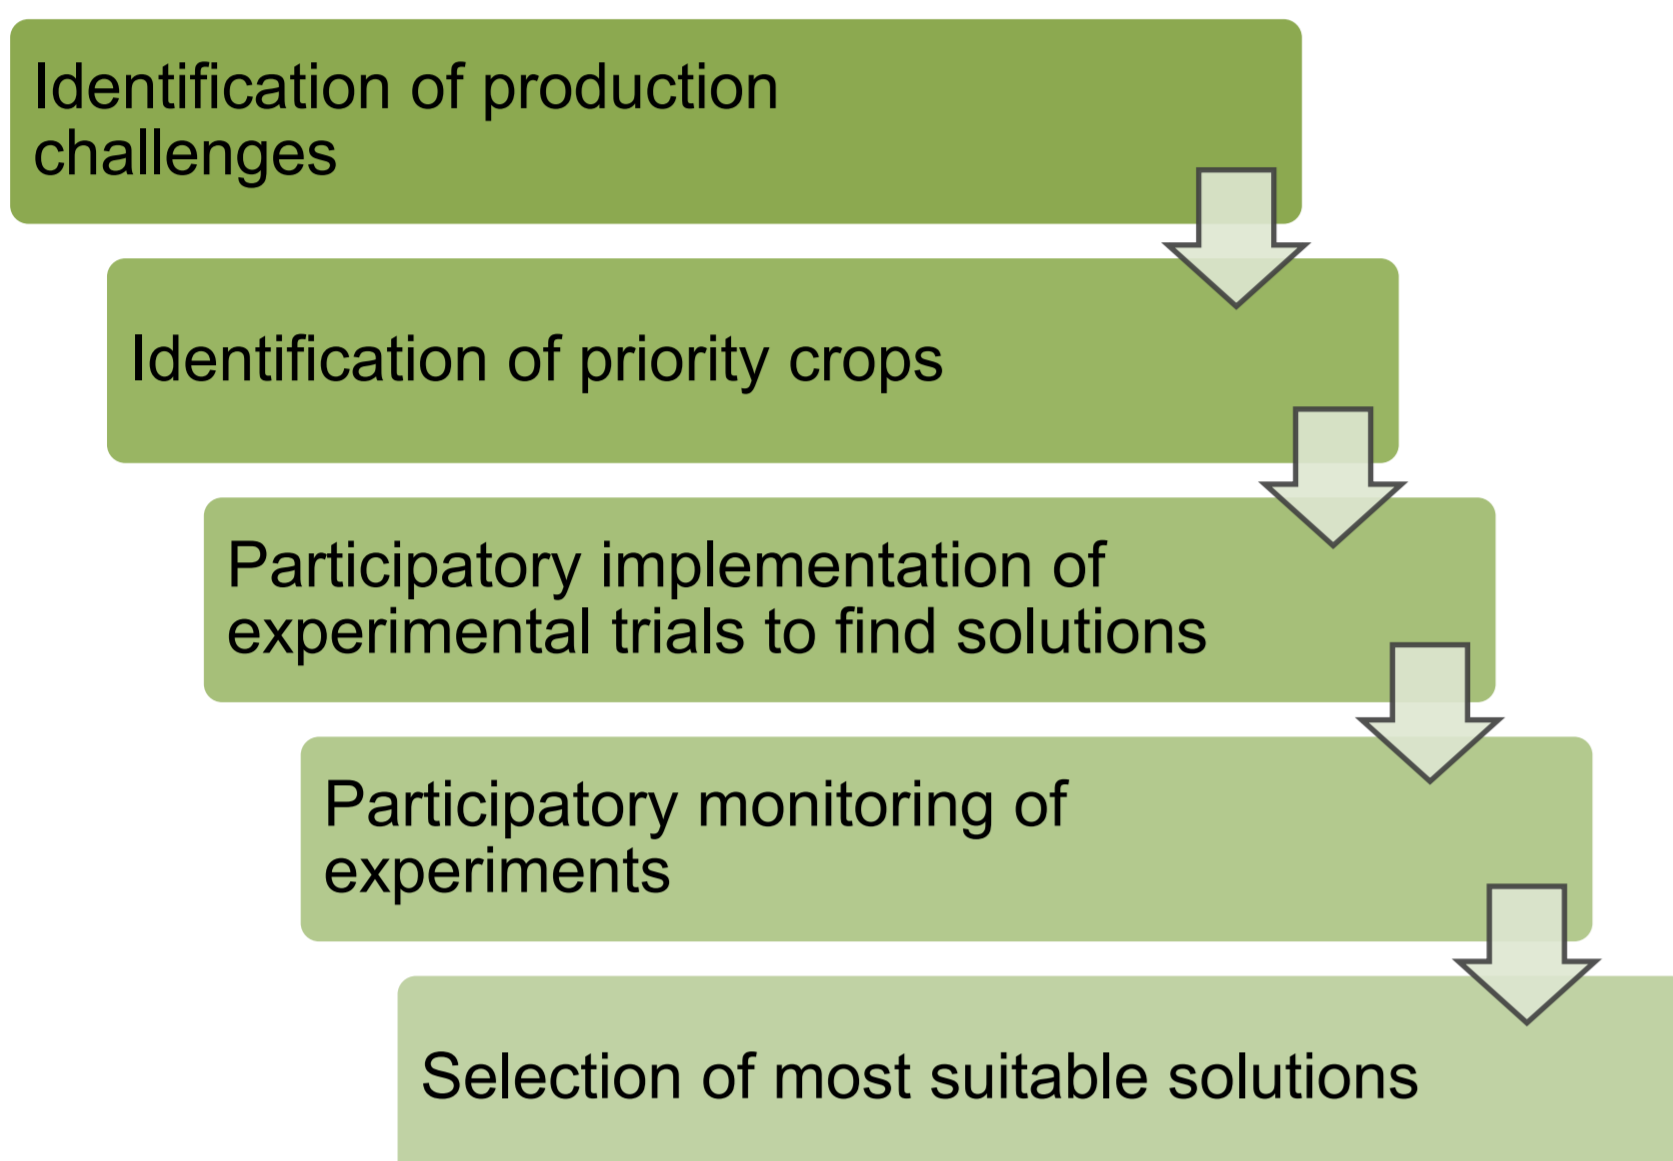 Identification of production
challenges
Identification of priority crops
Participatory implementation of
experimental trials to find solutions
Participatory monitoring of
experiments
Selection of most suitable solutions